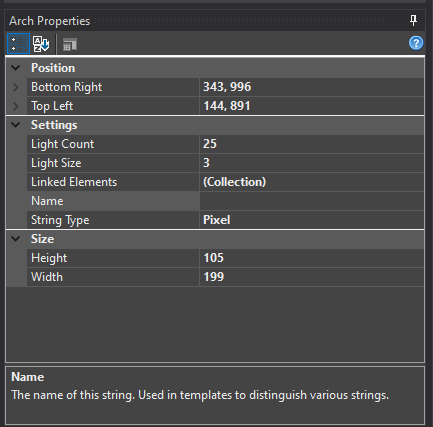 Arch Properties
Position
Bottom Right 343, 996
Top Left 144, 891
Settings
Light Count 25
Light Size 3
Linked Elements (Collection)
Name
String Type Pixel
Size
Height 105
Width 199
Name
The name of this string. Used in templates to distinguish various strings.